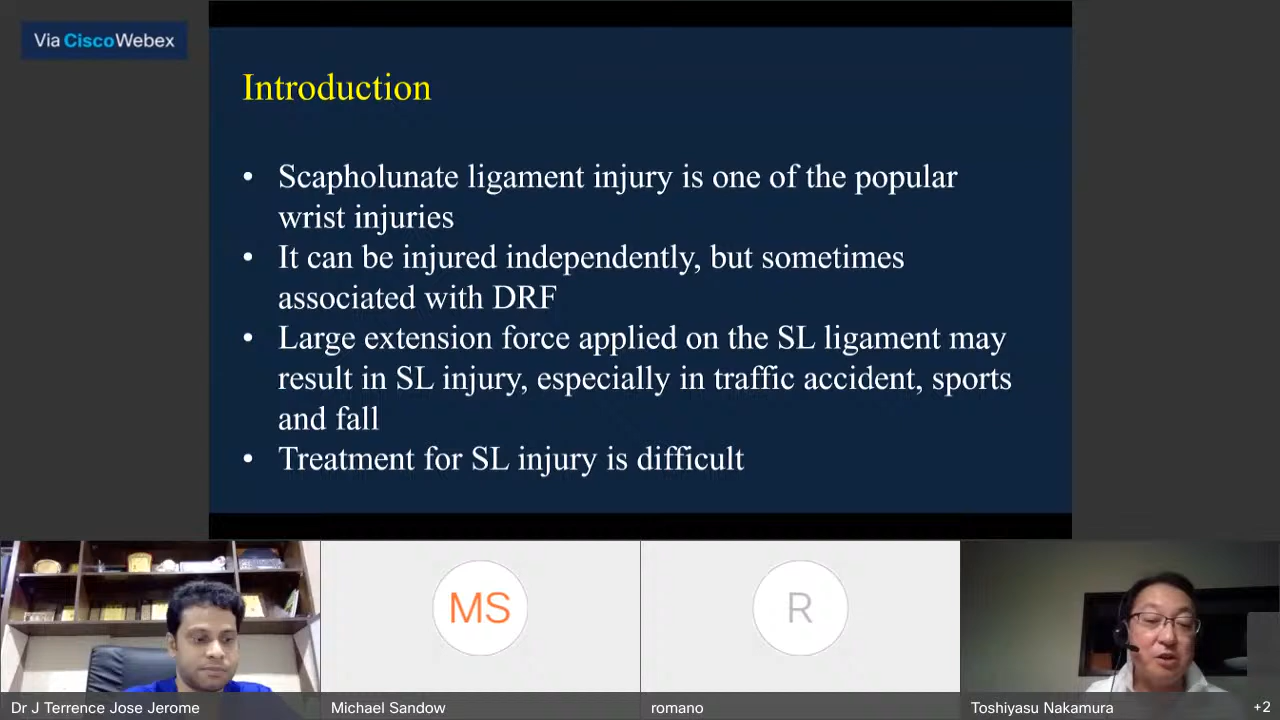 Via CiscoWebex
Introduction
• Scapholunate ligament injury is one of the popular
wrist injuries
• It can be injured independently, but sometimes
associated with DRF
• Large extension force applied on the SL ligament may
result in SL injury, especially in traffic accident, sports
and fall
• Treatment for SL injury is difficult
MS
R
Dr J Terrence Jose Jerome
Michael Sandow
romano
Toshiyasu Nakamura
+2